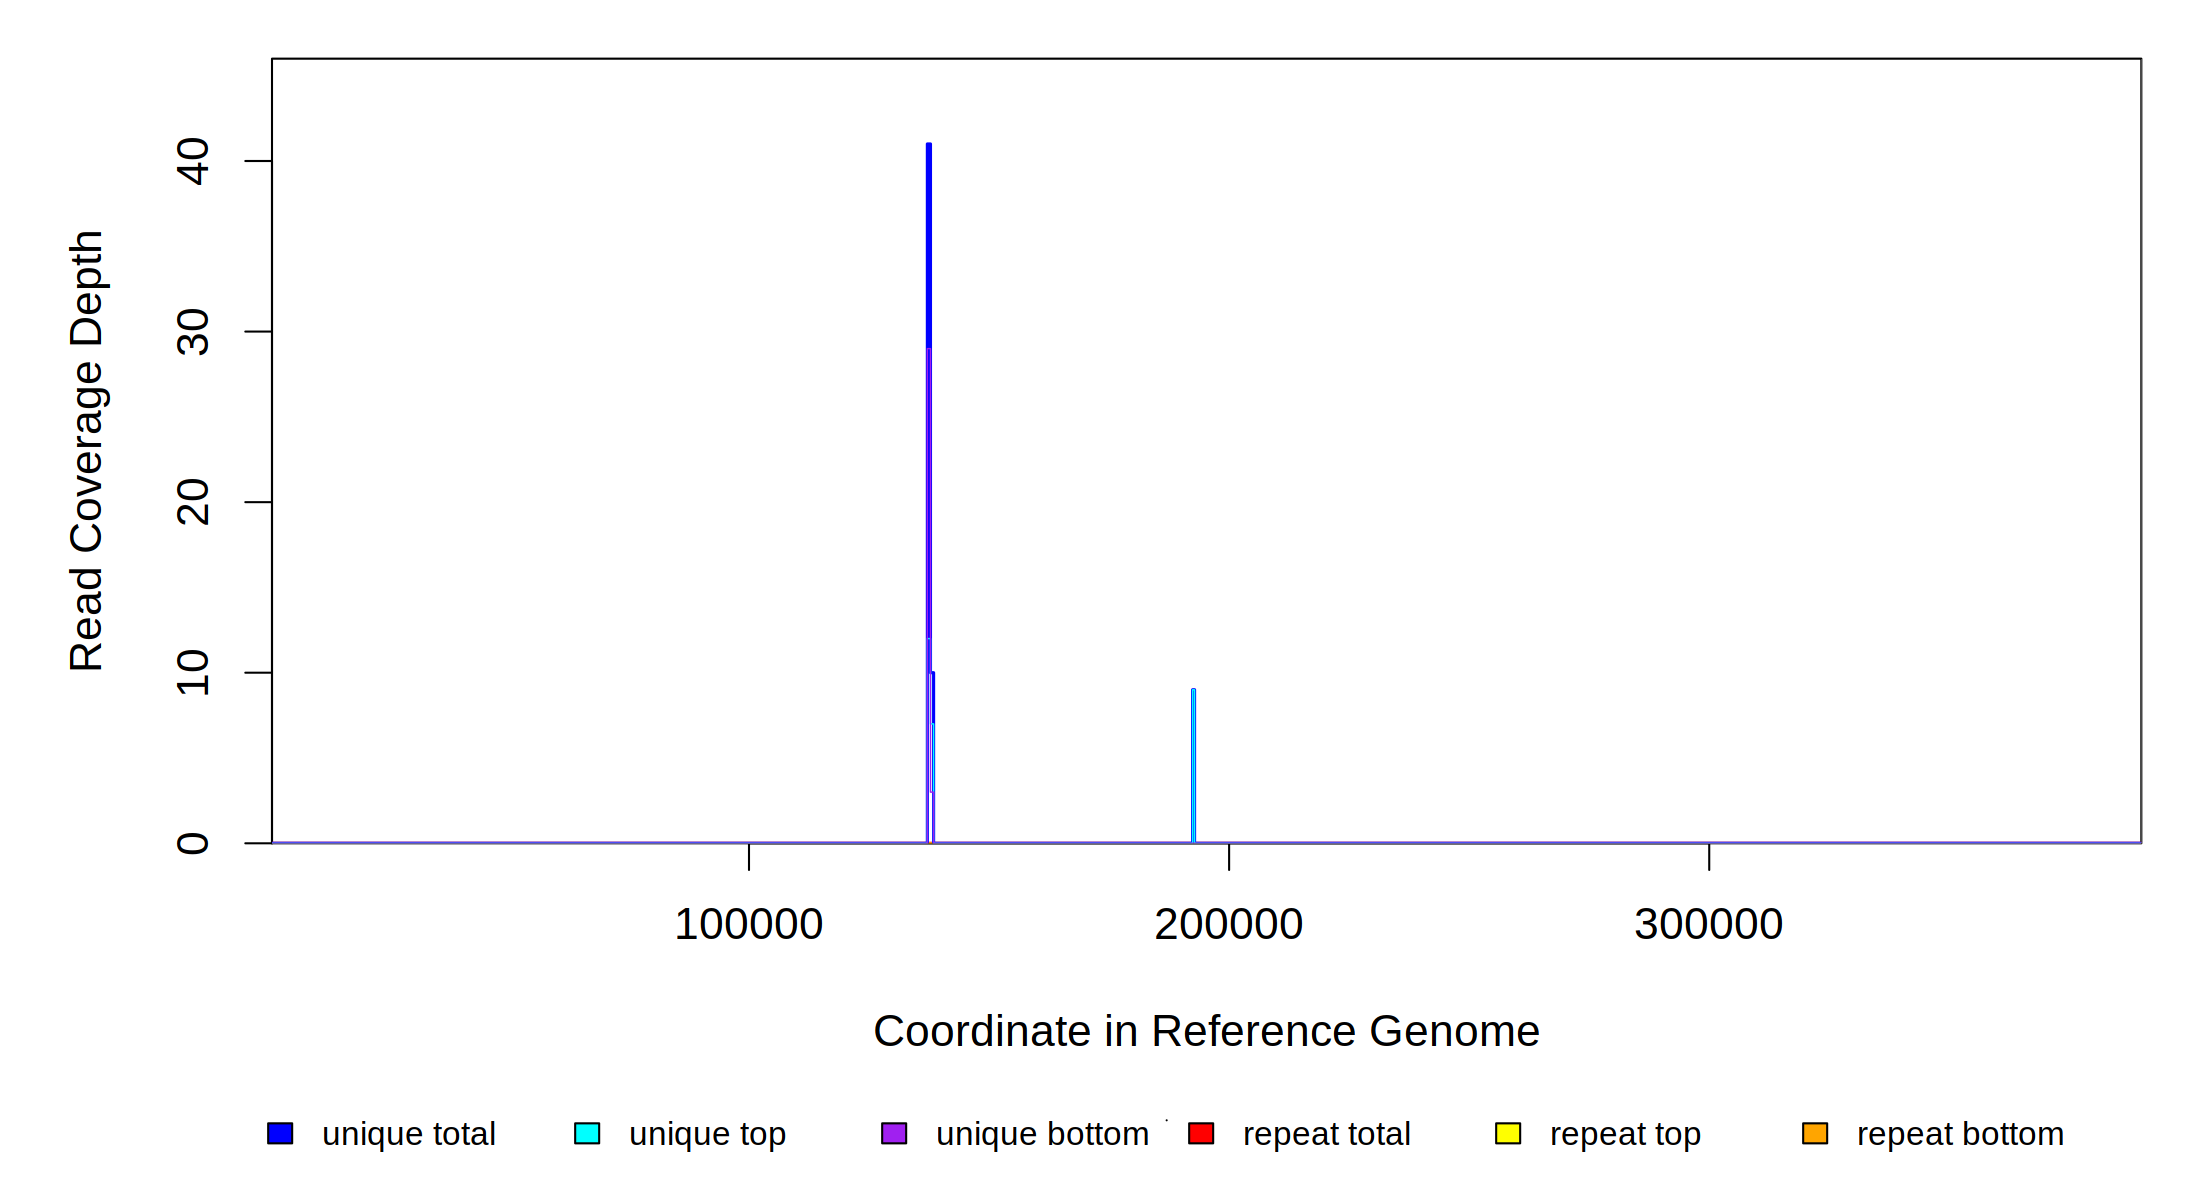 Read Coverage Depth
40
30
20
10
0
100000 200000 300000
Coordinate in Reference Genome
unique total unique top unique bottom repeat total repeat top repeat bottom